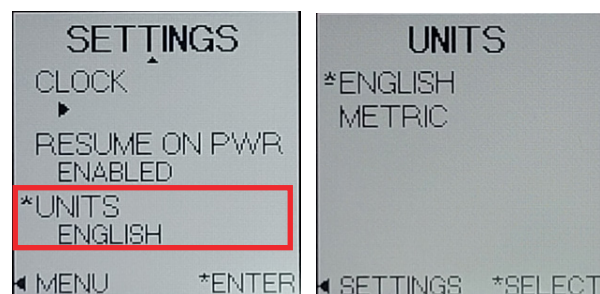 SETTINGS
CLOCK
RESUME ON PWR
ENABLED
*UNITS
ENGLISH
◄ MENU *ENTER
UNITS
*ENGLISH
METRIC
◄ SETTINGS *SELECT